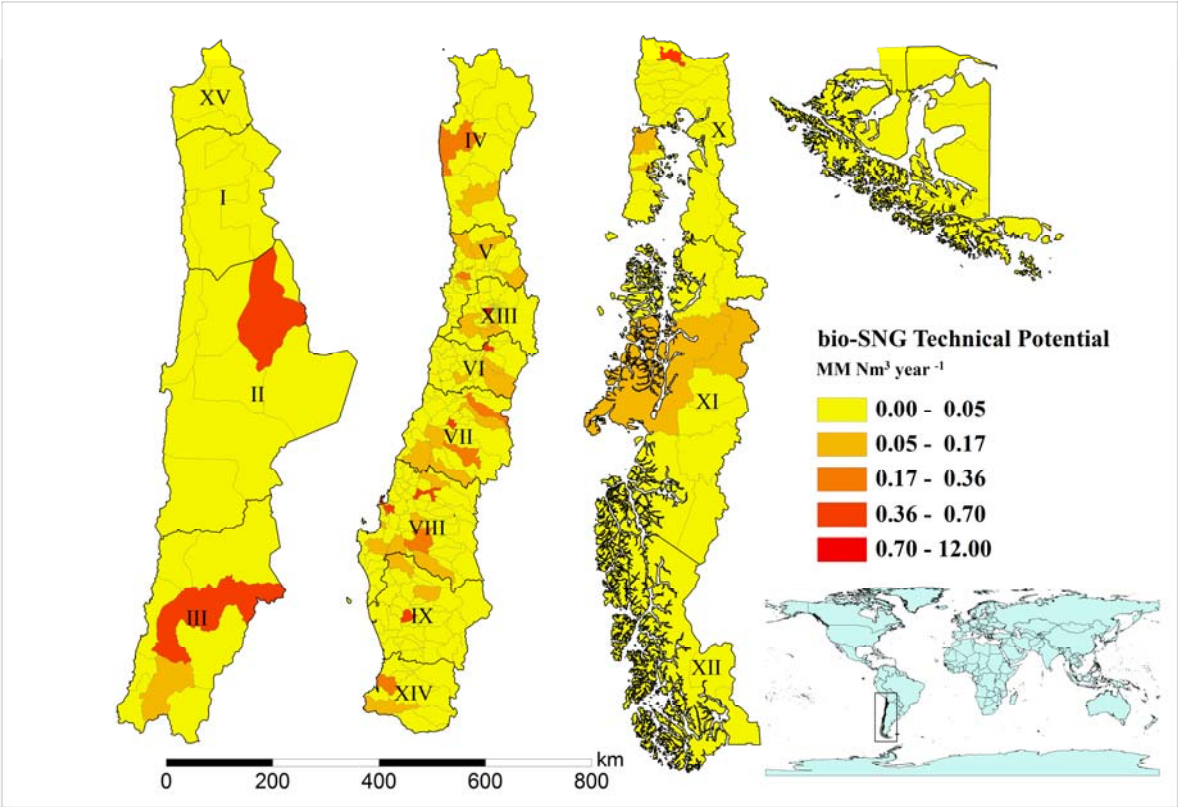 XV
I
II
III
IV
V
XIII
VI
VII
VIII
IX
XIV
X
XI
XII
bio-SNG Technical Potential
MM Nm³ year ⁻¹
0.00 - 0.05
0.05 - 0.17
0.17 - 0.36
0.36 - 0.70
0.70 - 12.00
km
0 200 400 600 800